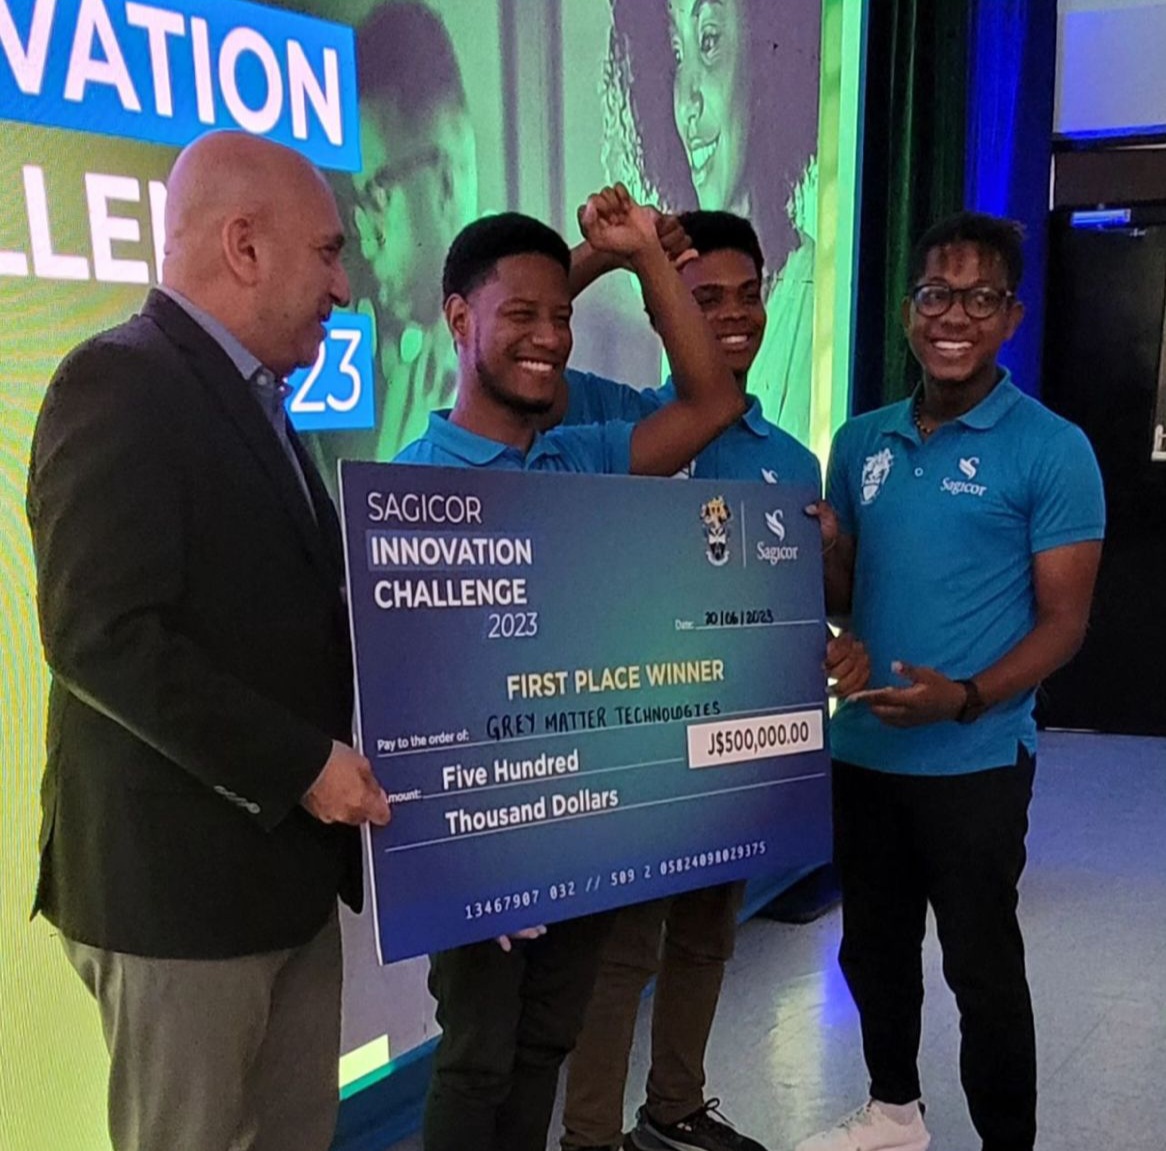 VATION
LLEN
23
SAGICOR
INNOVATION
CHALLENGE
2023
Sagicor
Date: 20/06/2023
FIRST PLACE WINNER
Pay to the order of: GREY MATTER TECHNOLOGIES
J$500,000.00
Amount: Five Hundred
Thousand Dollars
13467907 032 // 509 2 05824098029375
Sagicor